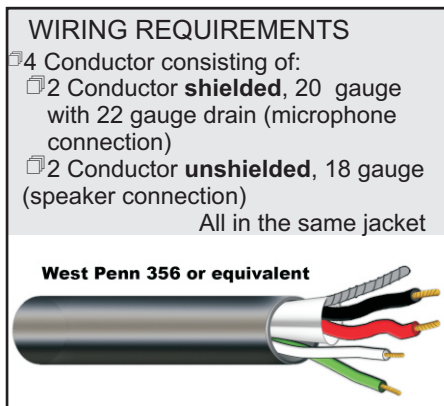 WIRING REQUIREMENTS
4 Conductor consisting of:
2 Conductor shielded, 20 gauge
with 22 gauge drain (microphone
connection)
2 Conductor unshielded, 18 gauge
(speaker connection)
All in the same jacket
West Penn 356 or equivalent